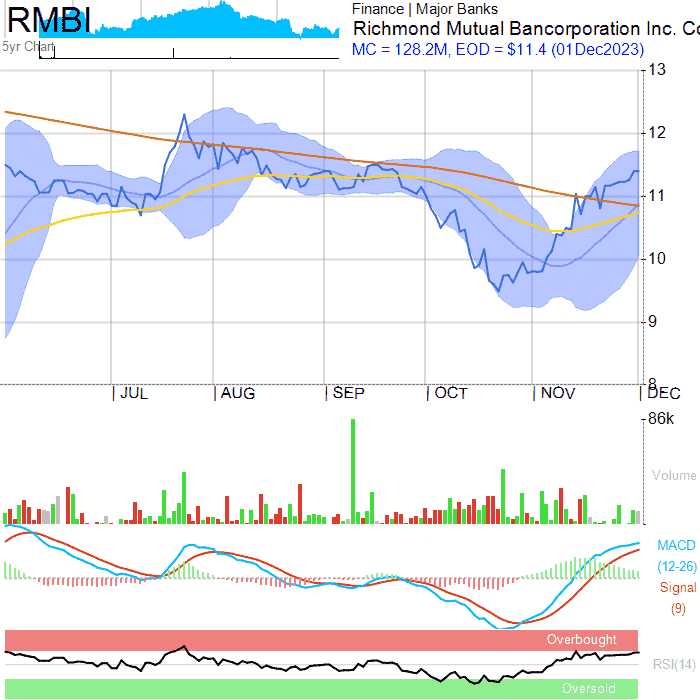 RMBI
5yr Chart
Finance | Major Banks
Richmond Mutual Bancorporation Inc. Co
MC = 128.2M, EOD = $11.4 (01Dec2023)
13
12
11
10
9
8
JUL AUG SEP OCT NOV DEC
86k
Volume
MACD
(12-26)
Signal
(9)
Overbought
RSI(14)
Oversold